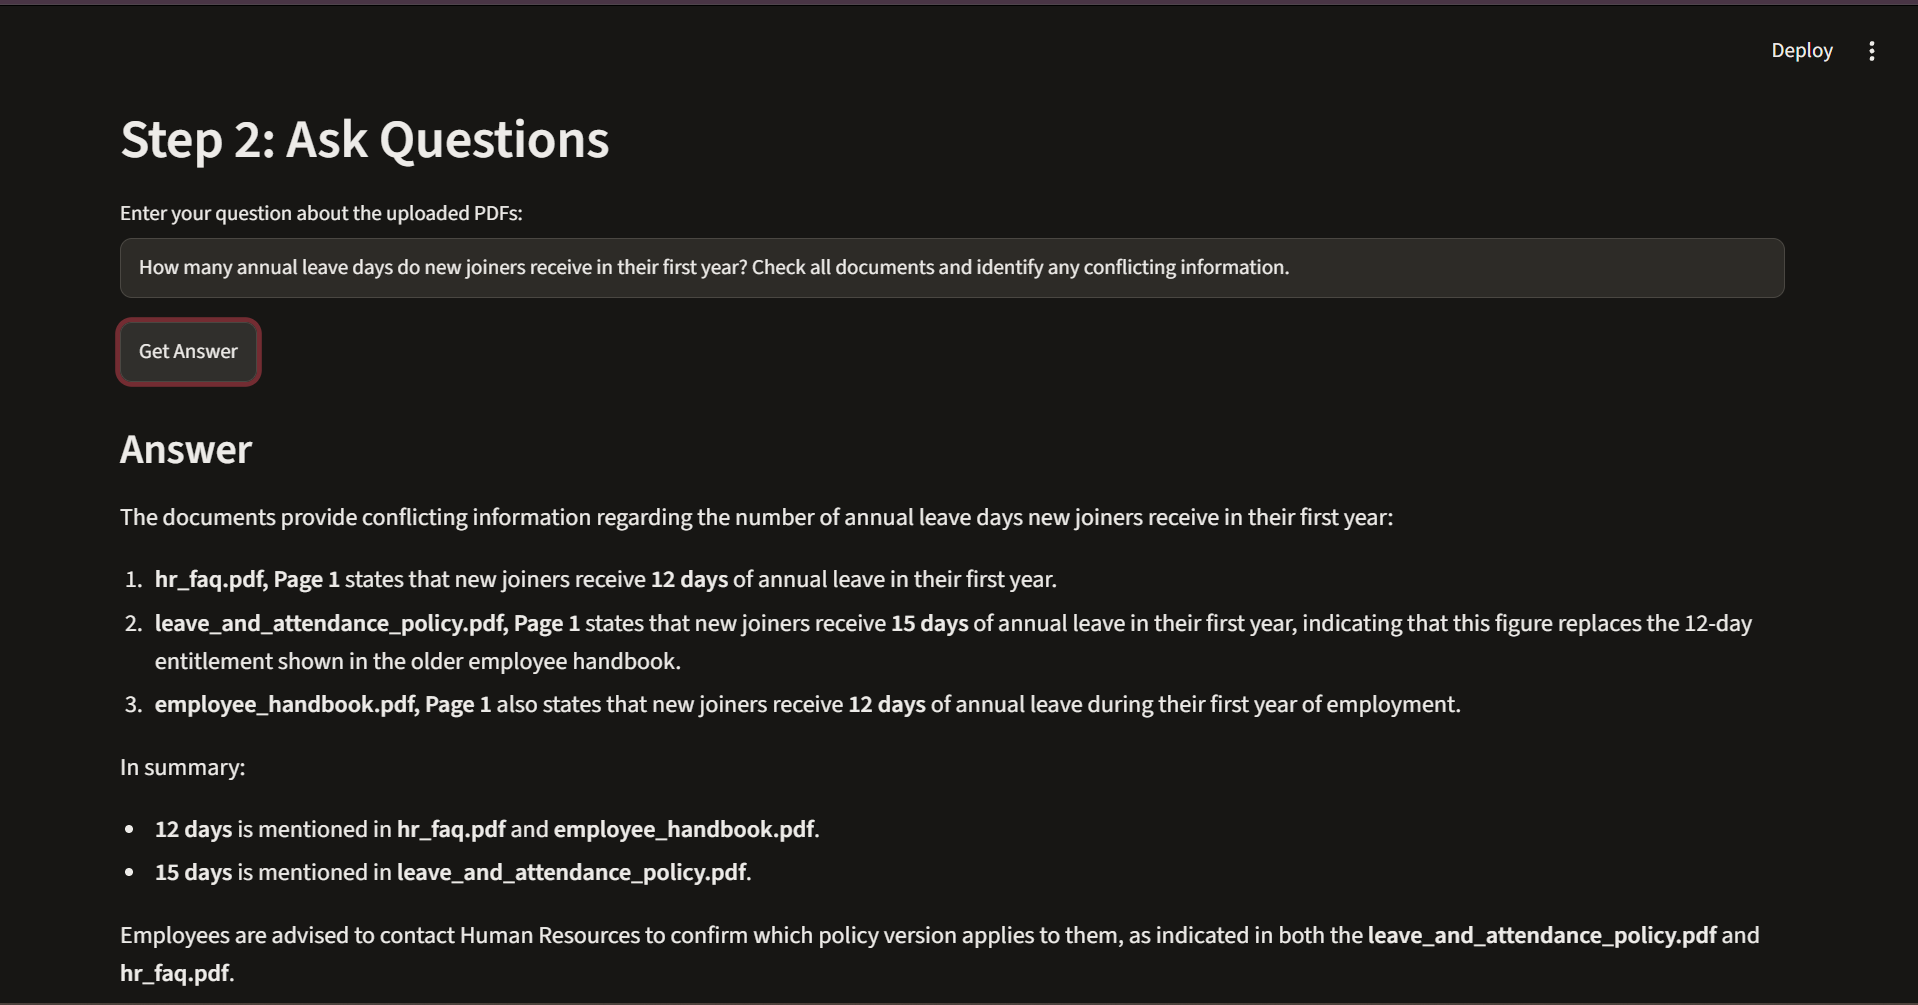 Deploy
Step 2: Ask Questions
Enter your question about the uploaded PDFs:
How many annual leave days do new joiners receive in their first year? Check all documents and identify any conflicting information.
Get Answer
Answer
The documents provide conflicting information regarding the number of annual leave days new joiners receive in their first year:
1. hr_faq.pdf, Page 1 states that new joiners receive 12 days of annual leave in their first year.
2. leave_and_attendance_policy.pdf, Page 1 states that new joiners receive 15 days of annual leave in their first year, indicating that this figure replaces the 12-day
entitlement shown in the older employee handbook.
3. employee_handbook.pdf, Page 1 also states that new joiners receive 12 days of annual leave during their first year of employment.
In summary:
• 12 days is mentioned in hr_faq.pdf and employee_handbook.pdf.
• 15 days is mentioned in leave_and_attendance_policy.pdf.
Employees are advised to contact Human Resources to confirm which policy version applies to them, as indicated in both the leave_and_attendance_policy.pdf and
hr_faq.pdf.